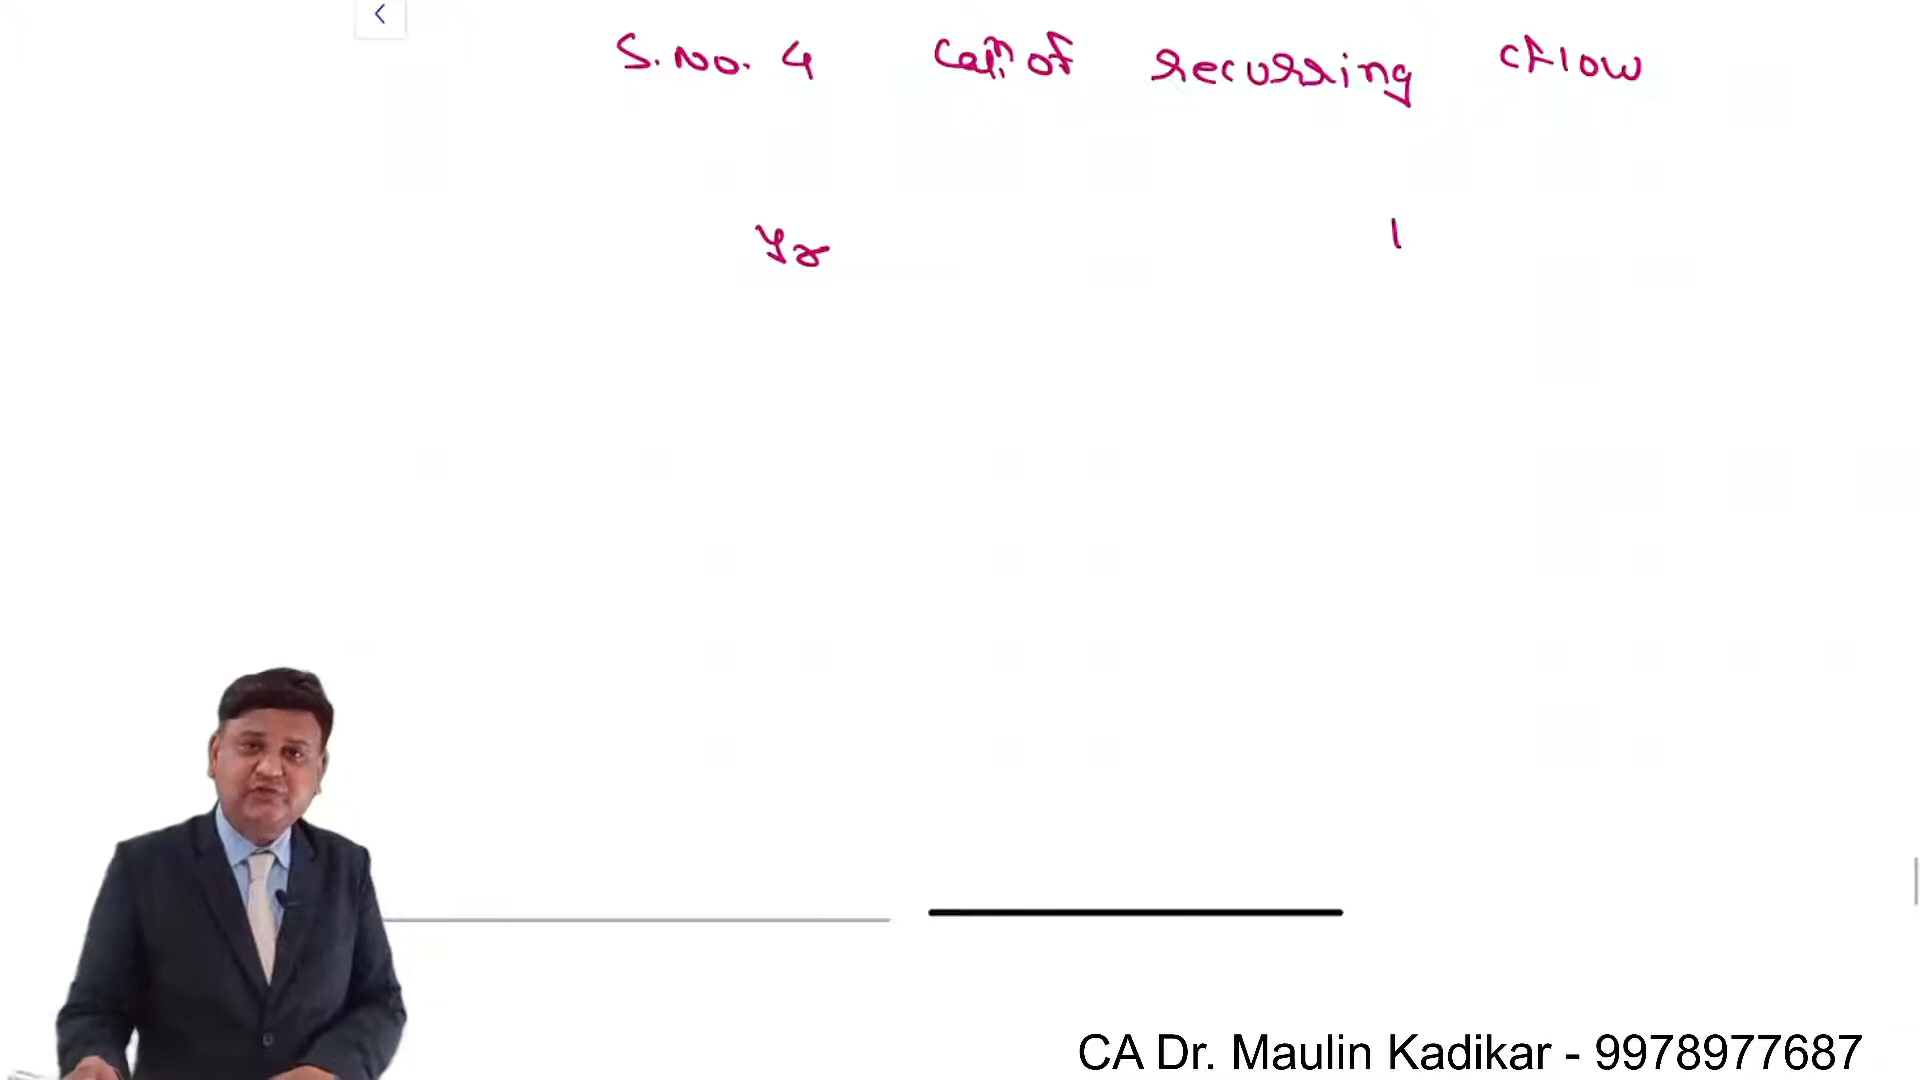 S.No. 4 Calⁿ of recurring cFlow
Yr 1
CA Dr. Maulin Kadikar - 9978977687